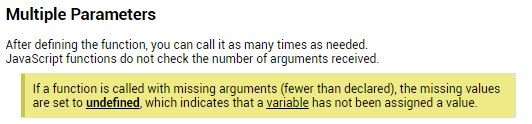 Multiple Parameters
After defining the function, you can call it as many times as needed.
JavaScript functions do not check the number of arguments received.
If a function is called with missing arguments (fewer than declared), the missing values
are set to undefined, which indicates that a variable has not been assigned a value.